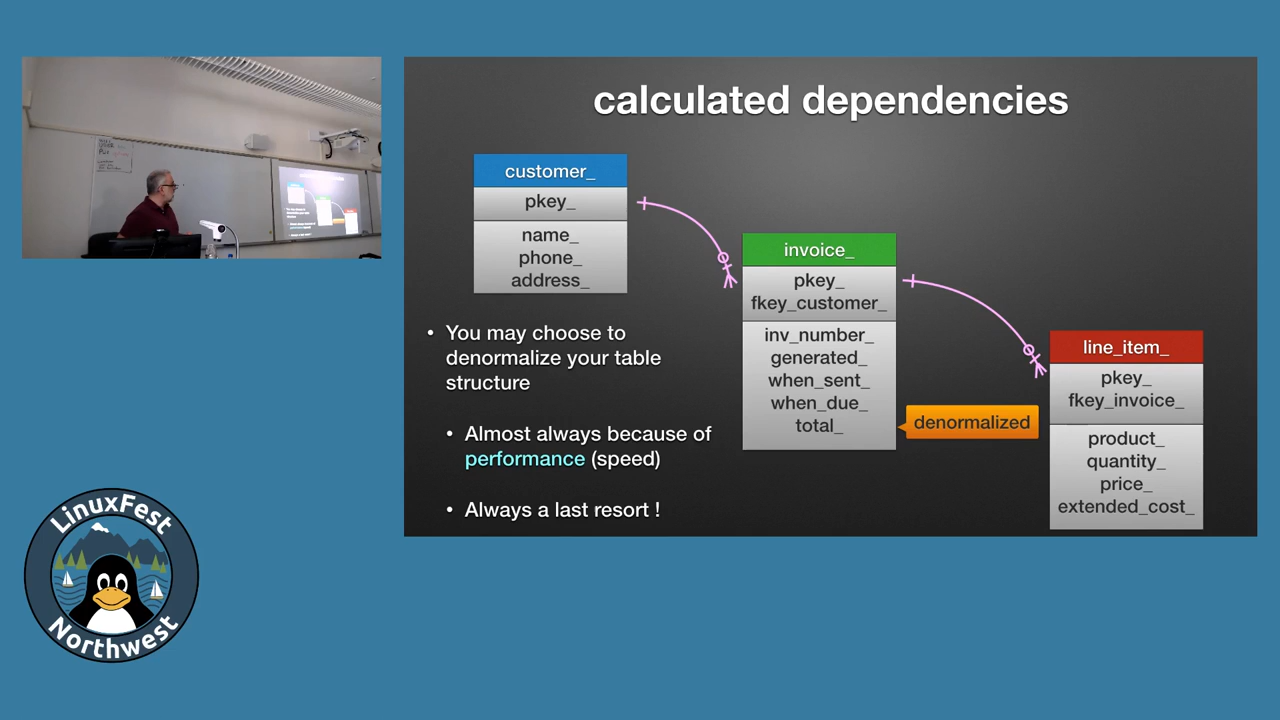 calculated dependencies
customer_
pkey_
name_
phone_
address_
invoice_
pkey_
fkey_customer_
inv_number_
generated_
when_sent_
when_due_
total_
denormalized
line_item_
pkey_
fkey_invoice_
product_
quantity_
price_
extended_cost_
• You may choose to
denormalize your table
structure
• Almost always because of
performance (speed)
• Always a last resort !
LinuxFest
Northwest